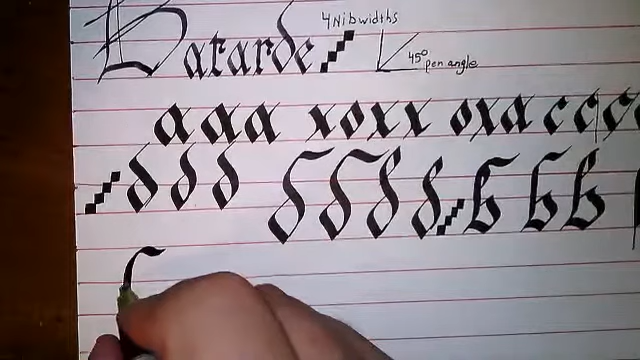 Batarde
4 Nibwidths
45° pen angle
a a a x o x x o x a c c c c
d d d d d d d b b b